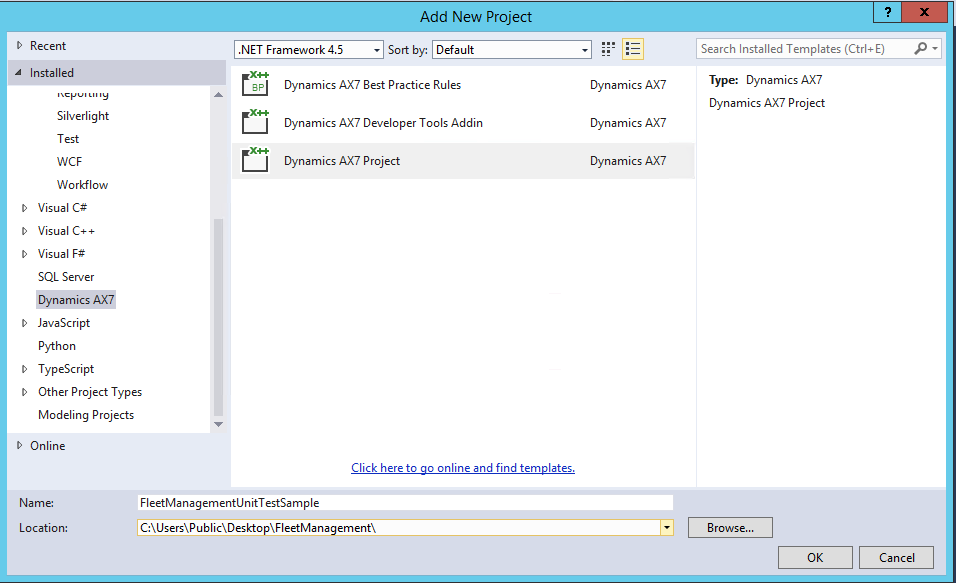 Add New Project
?
x
Recent
.NET Framework 4.5
Sort by:
Default
Search Installed Templates (Ctrl+E)
Installed
Reporting
Silverlight
Test
WCF
Workflow
Visual C#
Visual C++
Visual F#
SQL Server
Dynamics AX7
JavaScript
Python
TypeScript
Other Project Types
Modeling Projects
Online
X++ BP Dynamics AX7 Best Practice Rules Dynamics AX7
X++ Dynamics AX7 Developer Tools Addin Dynamics AX7
X++ Dynamics AX7 Project Dynamics AX7
Click here to go online and find templates.
Type: Dynamics AX7
Dynamics AX7 Project
Name: FleetManagementUnitTestSample
Location: C:\Users\Public\Desktop\FleetManagement\
Browse...
OK
Cancel